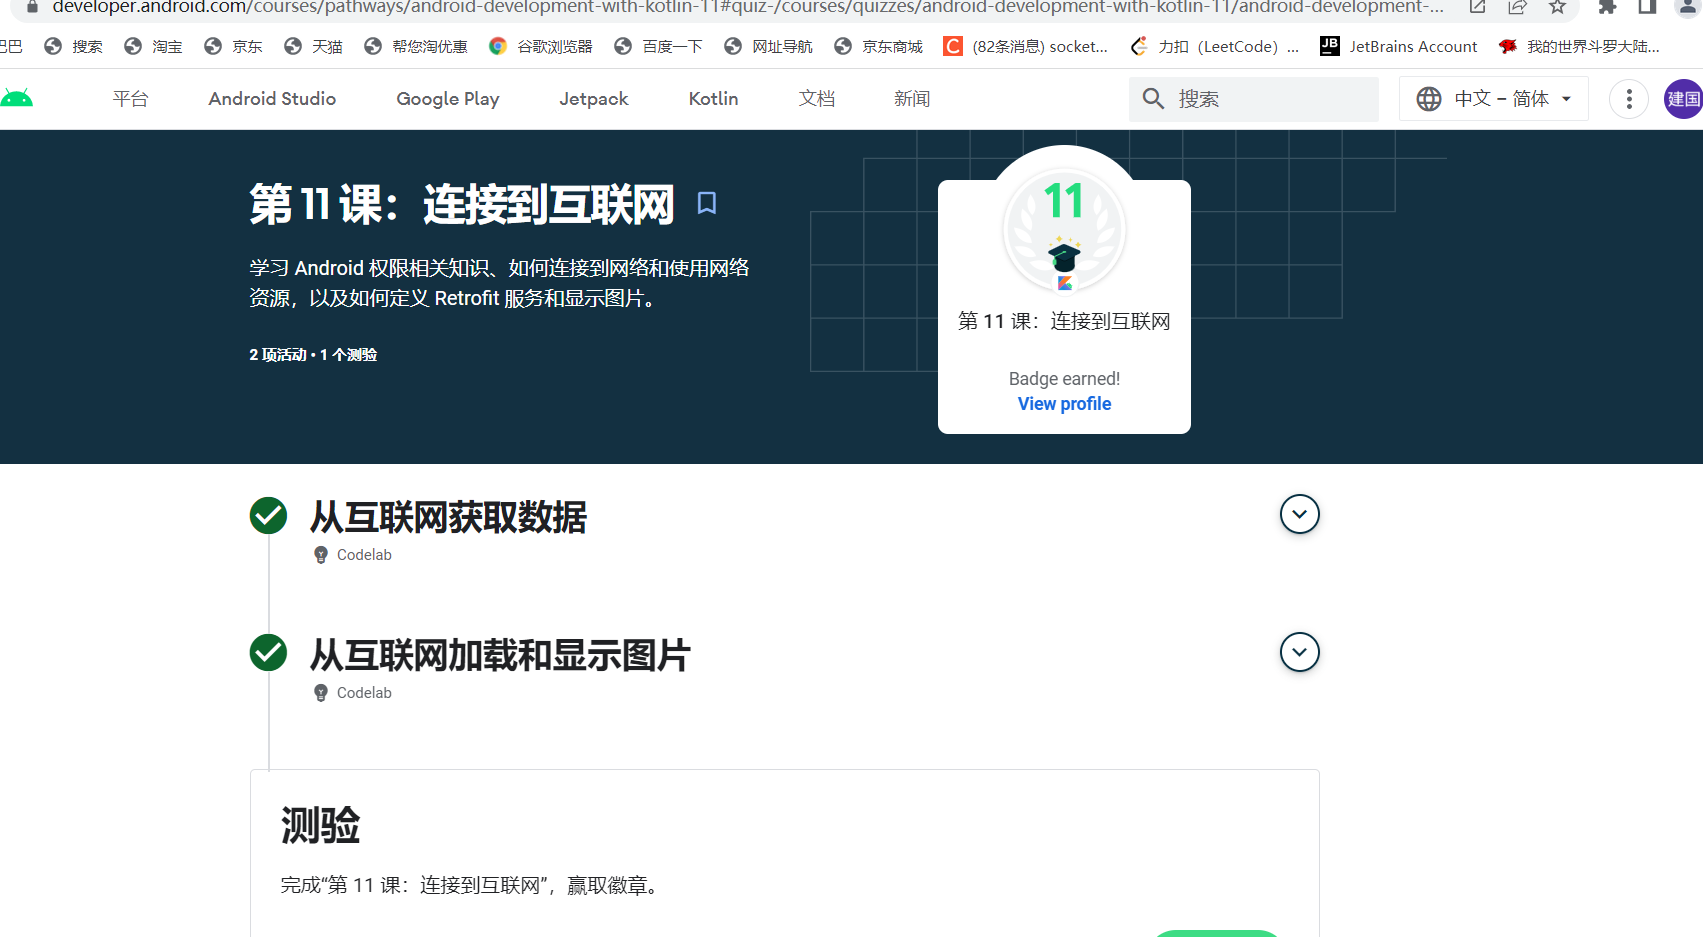 developer.android.com/courses/pathways/android-development-with-kotlin-11#quiz-/courses/quizzes/android-development-with-kotlin-11/android-development-...
巴巴 搜索 淘宝 京东 天猫 帮您淘优惠 谷歌浏览器 百度一下 网址导航 京东商城 C (82条消息) socket... 力扣（LeetCode）... JB JetBrains Account 我的世界斗罗大陆...
平台 Android Studio Google Play Jetpack Kotlin 文档 新闻 搜索 中文 – 简体 建国
第 11 课：连接到互联网
学习 Android 权限相关知识、如何连接到网络和使用网络
资源，以及如何定义 Retrofit 服务和显示图片。
2 项活动 • 1 个测验
11
第 11 课：连接到互联网
Badge earned!
View profile
从互联网获取数据
Codelab
从互联网加载和显示图片
Codelab
测验
完成“第 11 课：连接到互联网”，赢取徽章。